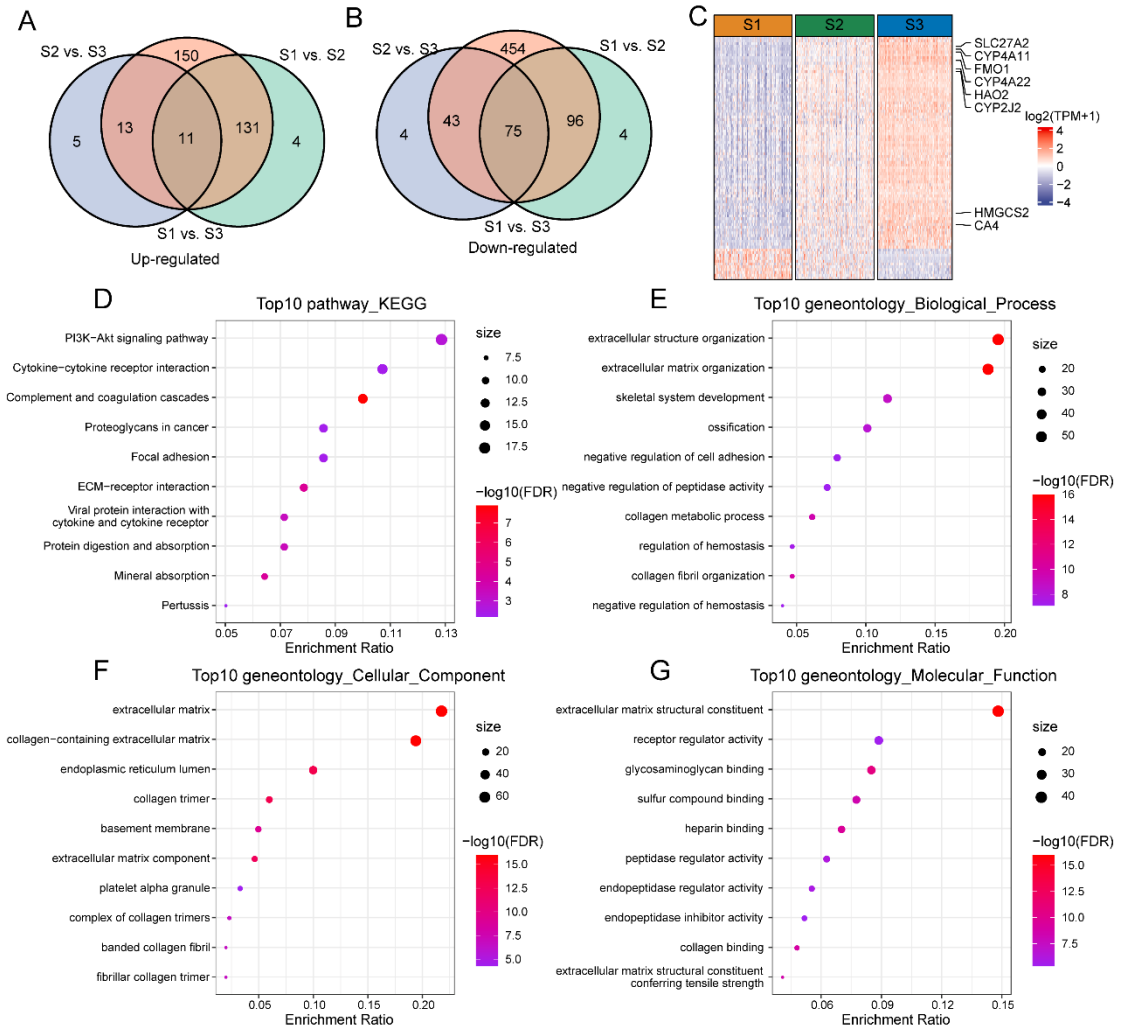 A
S2 vs. S3
150
S1 vs. S2
5
13
11
131
4
S1 vs. S3
Up-regulated
B
S2 vs. S3
454
S1 vs. S2
4
43
75
96
4
S1 vs. S3
Down-regulated
C
S1
S2
S3
SLC27A2
CYP4A11
FMO1
CYP4A22
HAO2
CYP2J2
HMGCS2
CA4
log2(TPM+1)
4
2
0
−2
−4
D
Top10 pathway_KEGG
PI3K−Akt signaling pathway
Cytokine−cytokine receptor interaction
Complement and coagulation cascades
Proteoglycans in cancer
Focal adhesion
ECM−receptor interaction
Viral protein interaction with
cytokine and cytokine receptor
Protein digestion and absorption
Mineral absorption
Pertussis
0.05
0.07
0.09
0.11
0.13
Enrichment Ratio
size
7.5
10.0
12.5
15.0
17.5
−log10(FDR)
7
6
5
4
3
E
Top10 geneontology_Biological_Process
extracellular structure organization
extracellular matrix organization
skeletal system development
ossification
negative regulation of cell adhesion
negative regulation of peptidase activity
collagen metabolic process
regulation of hemostasis
collagen fibril organization
negative regulation of hemostasis
0.05
0.10
0.15
0.20
Enrichment Ratio
size
20
30
40
50
−log10(FDR)
16
14
12
10
8
F
Top10 geneontology_Cellular_Component
extracellular matrix
collagen−containing extracellular matrix
endoplasmic reticulum lumen
collagen trimer
basement membrane
extracellular matrix component
platelet alpha granule
complex of collagen trimers
banded collagen fibril
fibrillar collagen trimer
0.05
0.10
0.15
0.20
Enrichment Ratio
size
20
40
60
−log10(FDR)
15.0
12.5
10.0
7.5
5.0
G
Top10 geneontology_Molecular_Function
extracellular matrix structural constituent
receptor regulator activity
glycosaminoglycan binding
sulfur compound binding
heparin binding
peptidase regulator activity
endopeptidase regulator activity
endopeptidase inhibitor activity
collagen binding
extracellular matrix structural constituent
conferring tensile strength
0.06
0.09
0.12
0.15
Enrichment Ratio
size
20
30
40
−log10(FDR)
15.0
12.5
10.0
7.5